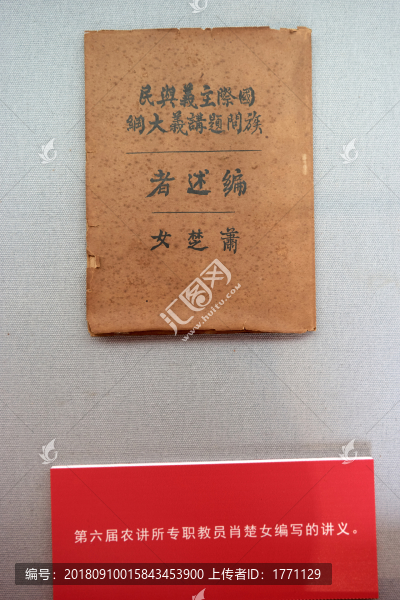 國際主義與民
族問題講義大綱
編述者
蕭楚女
汇图网
www.huitu.com
第六届农讲所专职教员肖楚女编写的讲义。
编号：20180910015843453900 上传者ID：1771129